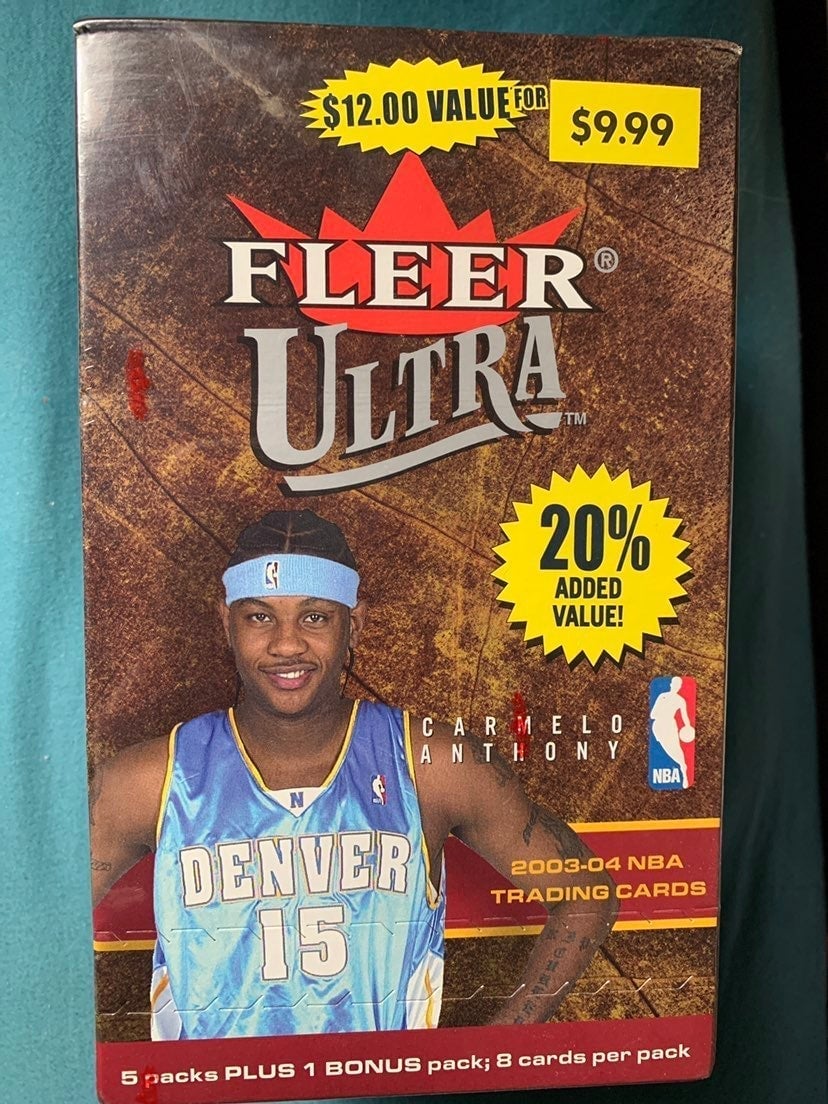 $12.00 VALUE FOR $9.99
FLEER®
ULTRA™
20%
ADDED
VALUE!
CARMELO
ANTHONY
NBA
N
DENVER
15
2003-04 NBA
TRADING CARDS
5 packs PLUS 1 BONUS pack; 8 cards per pack